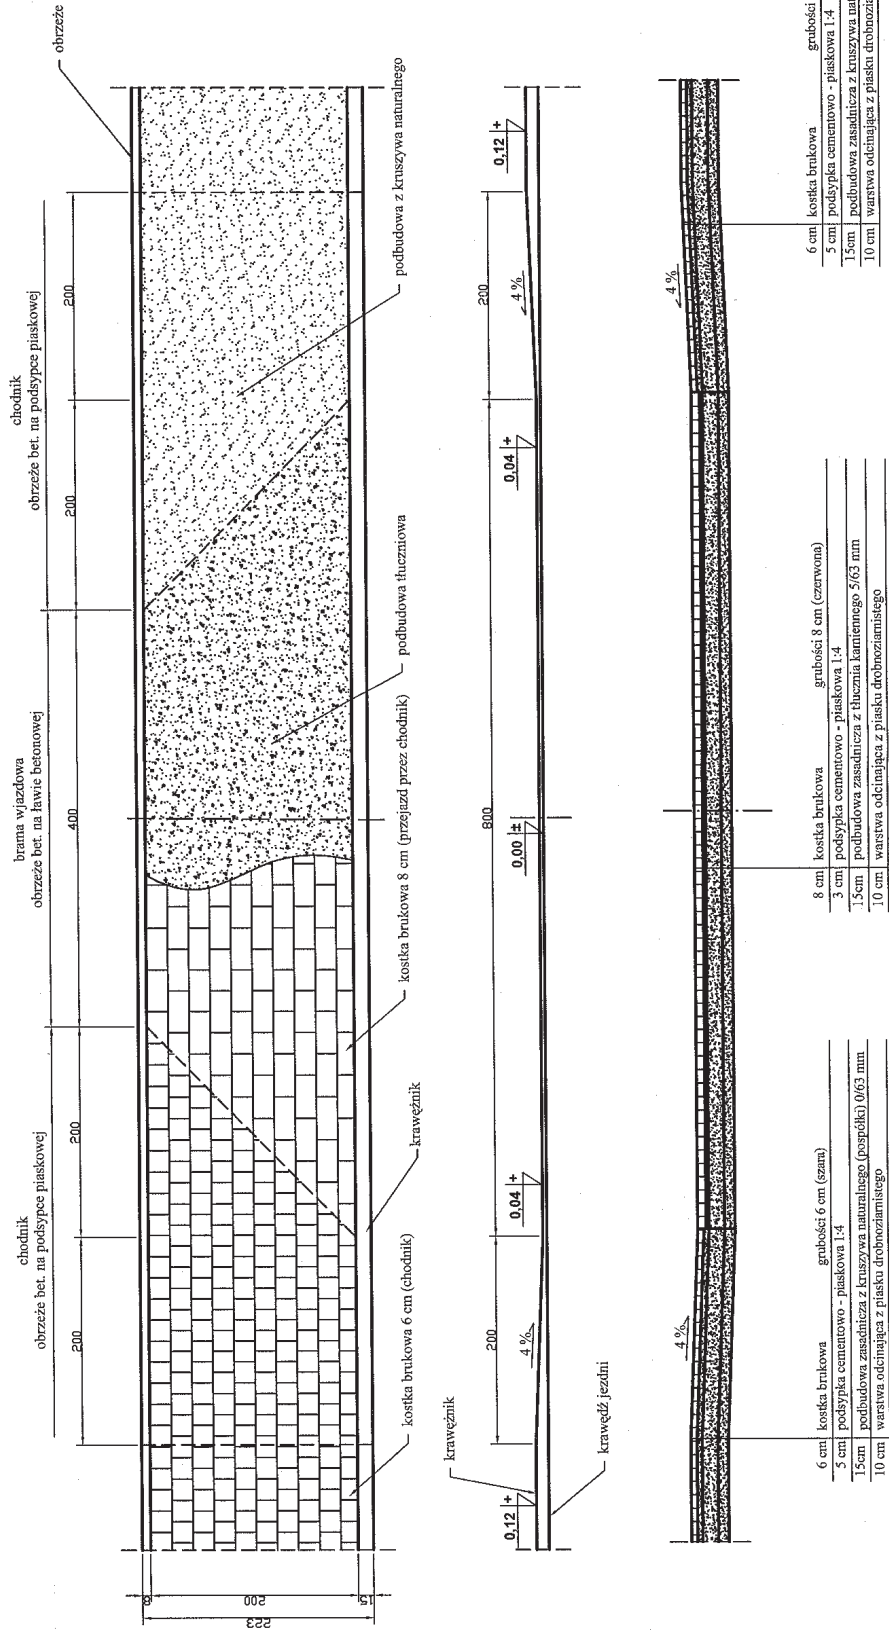 chodnik
obrzeże bet. na podsypce piaskowej
brama wjazdowa
obrzeże bet. na ławie betonowej
chodnik
obrzeże bet. na podsypce piaskowej
obrzeże
200
200
400
200
200
8
200
15
223
kostka brukowa 6 cm (chodnik)
krawężnik
kostka brukowa 8 cm (przejazd przez chodnik)
podbudowa tłuczniowa
podbudowa z kruszywa naturalnego
krawężnik
krawędź jezdni
0,12 +
4 %
200
0,04 +
800
0,00 ±
0,04 +
200
4 %
0,12 +
4 %
4 %
6 cm kostka brukowa grubości 6 cm (szara)
5 cm podsypka cementowo - piaskowa 1:4
15cm podbudowa zasadnicza z kruszywa naturalnego (pospółki) 0/63 mm
10 cm warstwa odcinająca z piasku drobnoziarnistego
8 cm kostka brukowa grubości 8 cm (czerwona)
3 cm podsypka cementowo - piaskowa 1:4
15cm podbudowa zasadnicza z tłucznia kamiennego 5/63 mm
10 cm warstwa odcinająca z piasku drobnoziarnistego
6 cm kostka brukowa grubości
5 cm podsypka cementowo - piaskowa 1:4
15cm podbudowa zasadnicza z kruszywa
10 cm warstwa odcinająca z piasku